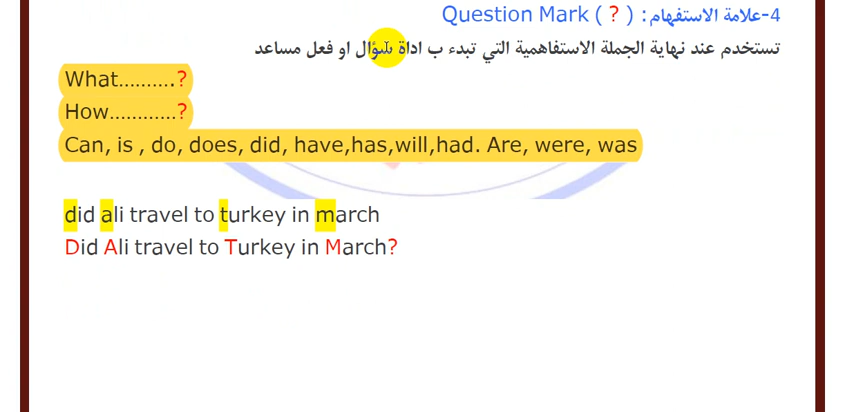 4-علامة الاستفهام: ( ? ) Question Mark
تستخدم عند نهاية الجملة الاستفاهمية التي تبدء ب اداة سؤال او فعل مساعد
What..........?
How............?
Can, is , do, does, did, have,has,will,had. Are, were, was
did ali travel to turkey in march
Did Ali travel to Turkey in March?